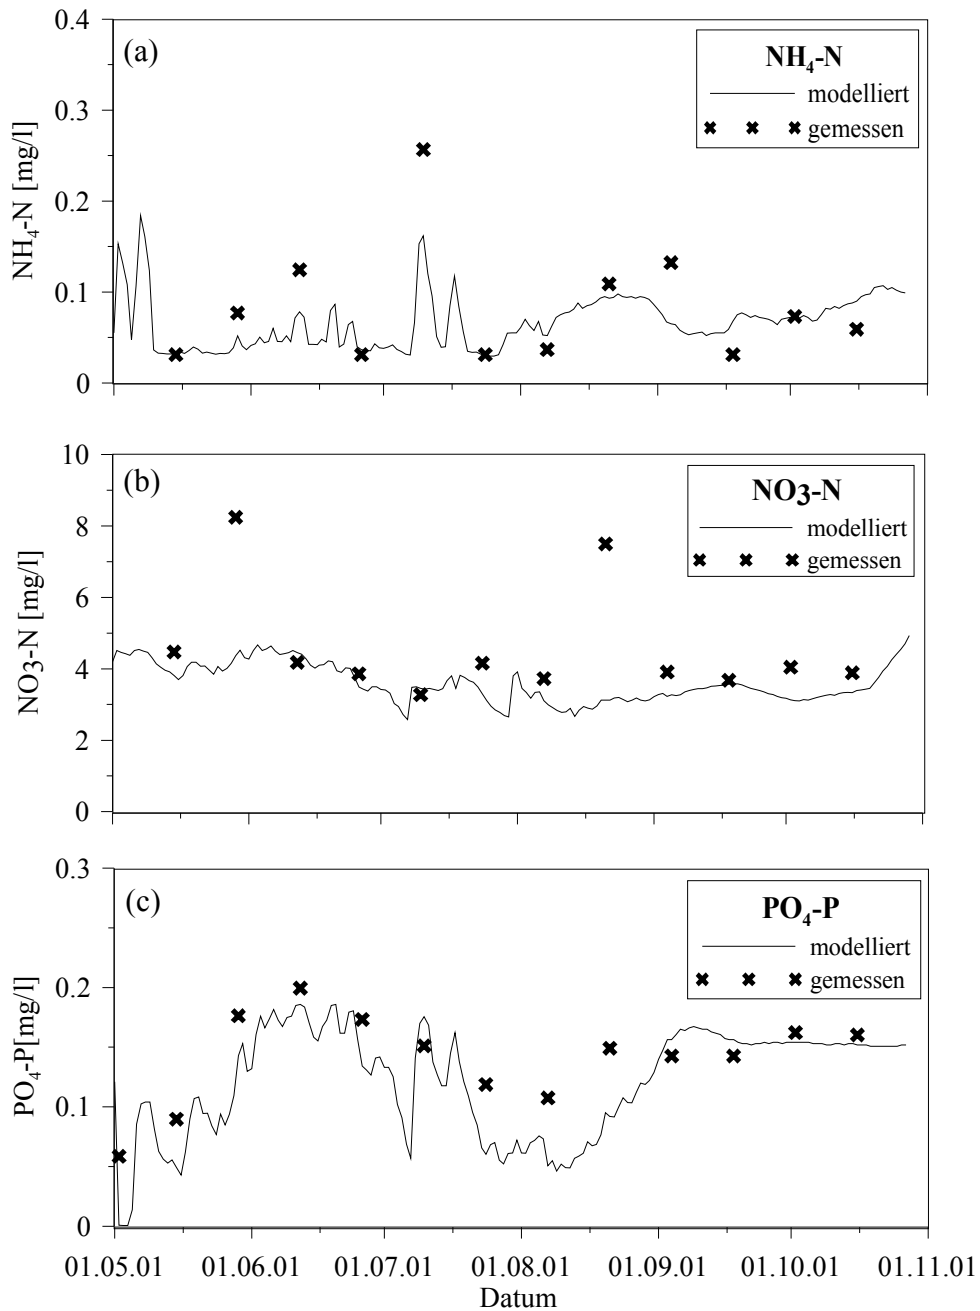 0.4
(a)
NH4-N
modelliert
gemessen
0.3
0.2
0.1
0
NH4-N [mg/l]
10
(b)
NO3-N
modelliert
gemessen
8
6
4
2
0
NO3-N [mg/l]
0.3
(c)
PO4-P
modelliert
gemessen
0.2
0.1
0
PO4-P[mg/l]
01.05.01 01.06.01 01.07.01 01.08.01 01.09.01 01.10.01 01.11.01
Datum